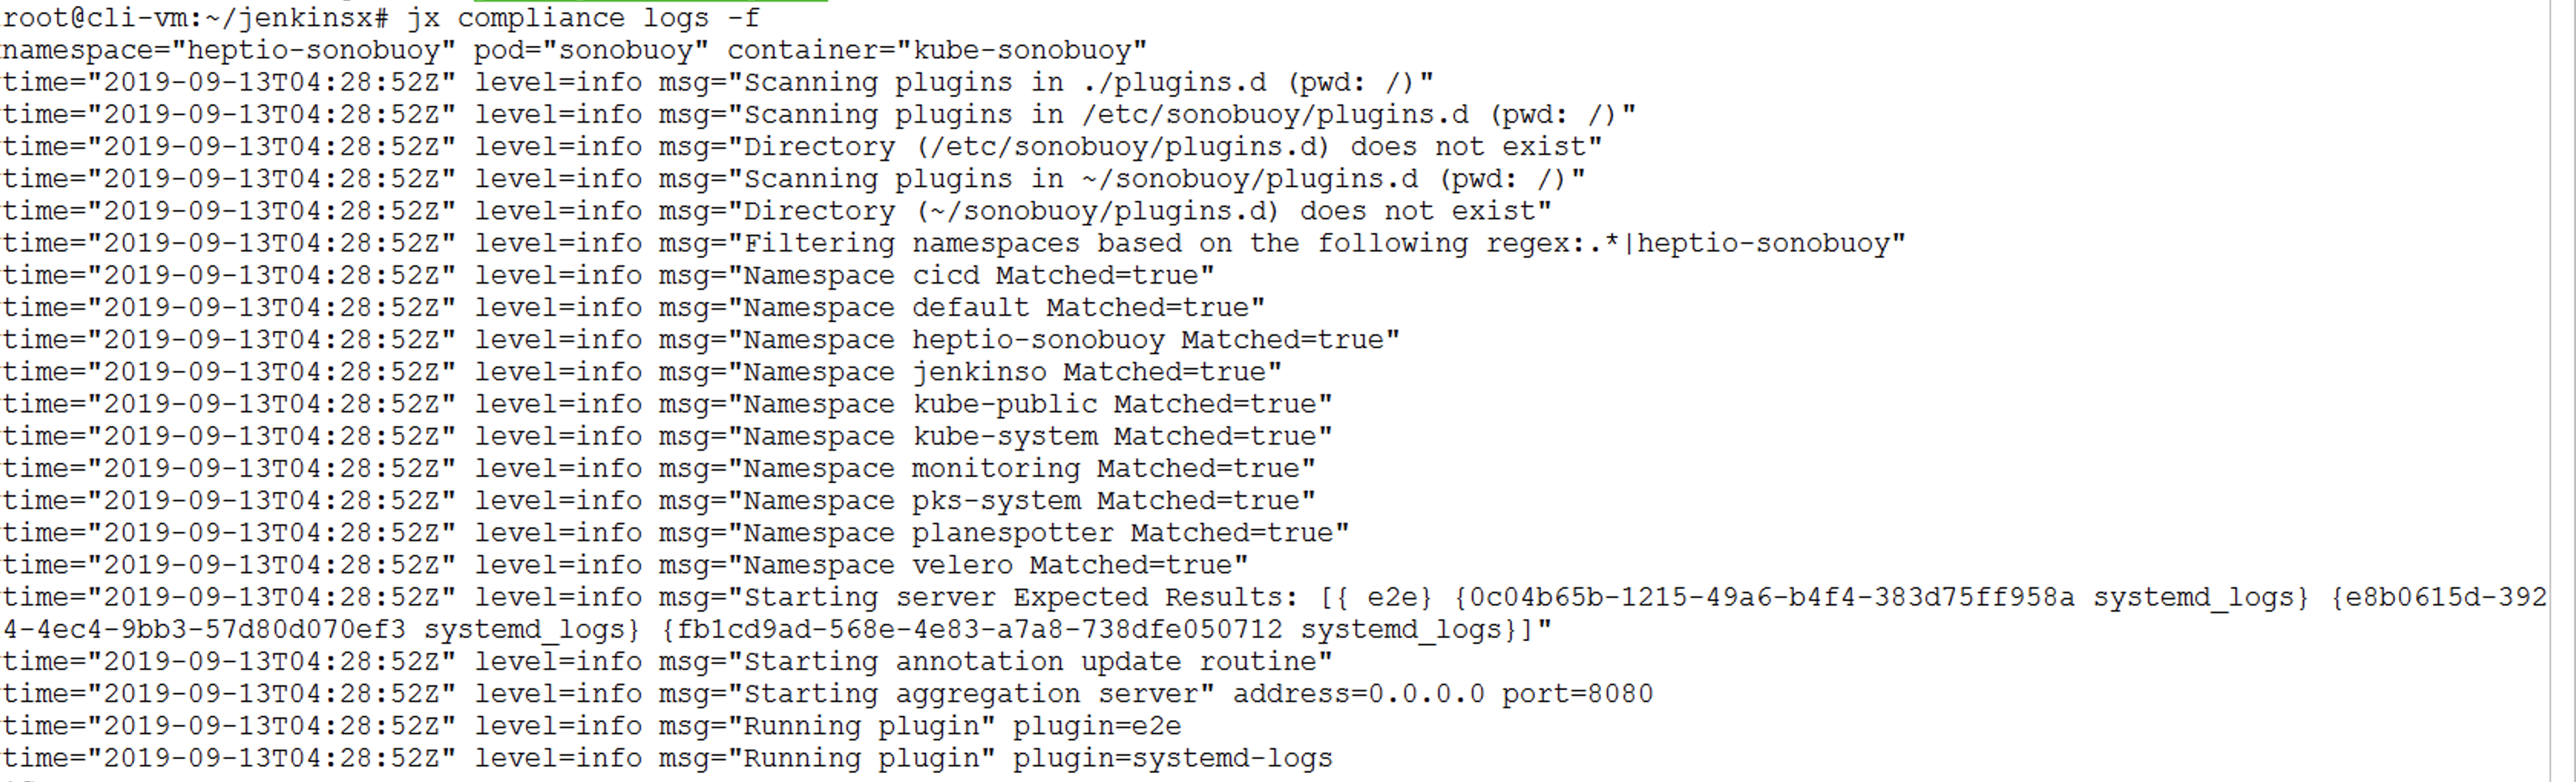 root@cli-vm:~/jenkinsx# jx compliance logs -f
namespace="heptio-sonobuoy" pod="sonobuoy" container="kube-sonobuoy"
time="2019-09-13T04:28:52Z" level=info msg="Scanning plugins in ./plugins.d (pwd: /)"
time="2019-09-13T04:28:52Z" level=info msg="Scanning plugins in /etc/sonobuoy/plugins.d (pwd: /)"
time="2019-09-13T04:28:52Z" level=info msg="Directory (/etc/sonobuoy/plugins.d) does not exist"
time="2019-09-13T04:28:52Z" level=info msg="Scanning plugins in ~/sonobuoy/plugins.d (pwd: /)"
time="2019-09-13T04:28:52Z" level=info msg="Directory (~/sonobuoy/plugins.d) does not exist"
time="2019-09-13T04:28:52Z" level=info msg="Filtering namespaces based on the following regex:.*|heptio-sonobuoy"
time="2019-09-13T04:28:52Z" level=info msg="Namespace cicd Matched=true"
time="2019-09-13T04:28:52Z" level=info msg="Namespace default Matched=true"
time="2019-09-13T04:28:52Z" level=info msg="Namespace heptio-sonobuoy Matched=true"
time="2019-09-13T04:28:52Z" level=info msg="Namespace jenkinso Matched=true"
time="2019-09-13T04:28:52Z" level=info msg="Namespace kube-public Matched=true"
time="2019-09-13T04:28:52Z" level=info msg="Namespace kube-system Matched=true"
time="2019-09-13T04:28:52Z" level=info msg="Namespace monitoring Matched=true"
time="2019-09-13T04:28:52Z" level=info msg="Namespace pks-system Matched=true"
time="2019-09-13T04:28:52Z" level=info msg="Namespace planespotter Matched=true"
time="2019-09-13T04:28:52Z" level=info msg="Namespace velero Matched=true"
time="2019-09-13T04:28:52Z" level=info msg="Starting server Expected Results: [{ e2e} {0c04b65b-1215-49a6-b4f4-383d75ff958a systemd_logs} {e8b0615d-392
4-4ec4-9bb3-57d80d070ef3 systemd_logs} {fb1cd9ad-568e-4e83-a7a8-738dfe050712 systemd_logs}]"
time="2019-09-13T04:28:52Z" level=info msg="Starting annotation update routine"
time="2019-09-13T04:28:52Z" level=info msg="Starting aggregation server" address=0.0.0.0 port=8080
time="2019-09-13T04:28:52Z" level=info msg="Running plugin" plugin=e2e
time="2019-09-13T04:28:52Z" level=info msg="Running plugin" plugin=systemd-logs